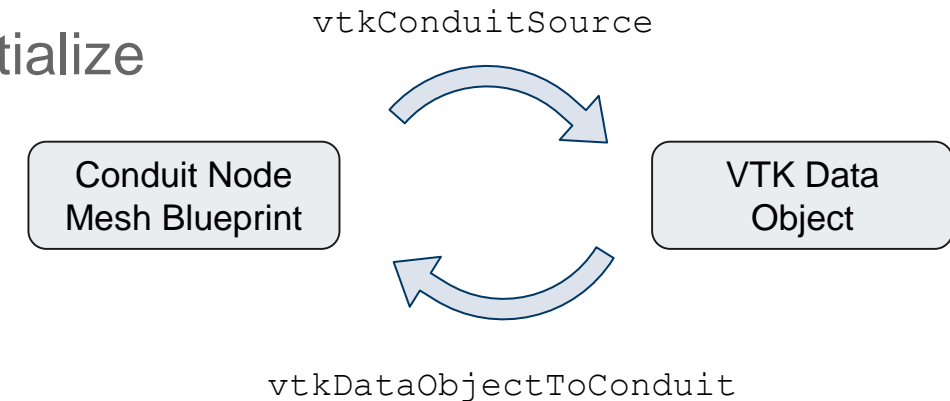 vtkConduitSource
tialize
Conduit Node
Mesh Blueprint
VTK Data
Object
vtkDataObjectToConduit